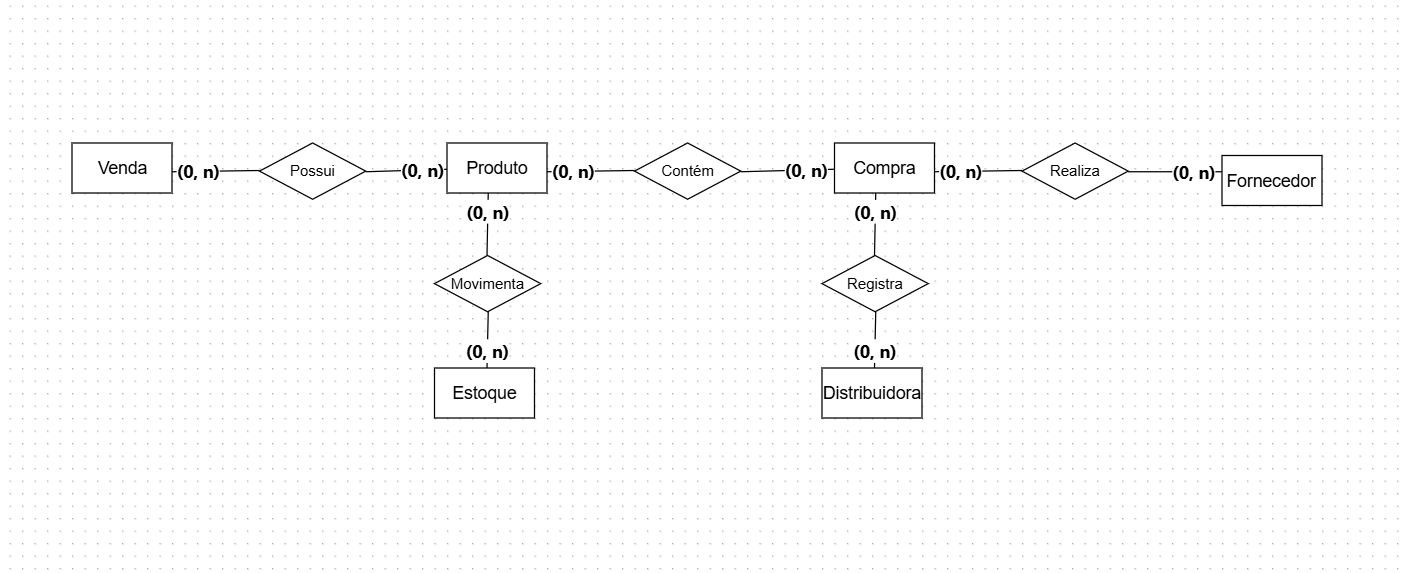 Venda (0, n) Possui (0, n) Produto (0, n) Contém (0, n) Compra (0, n) Realiza (0, n) Fornecedor
(0, n) (0, n)
Movimenta Registra
(0, n) (0, n)
Estoque Distribuidora